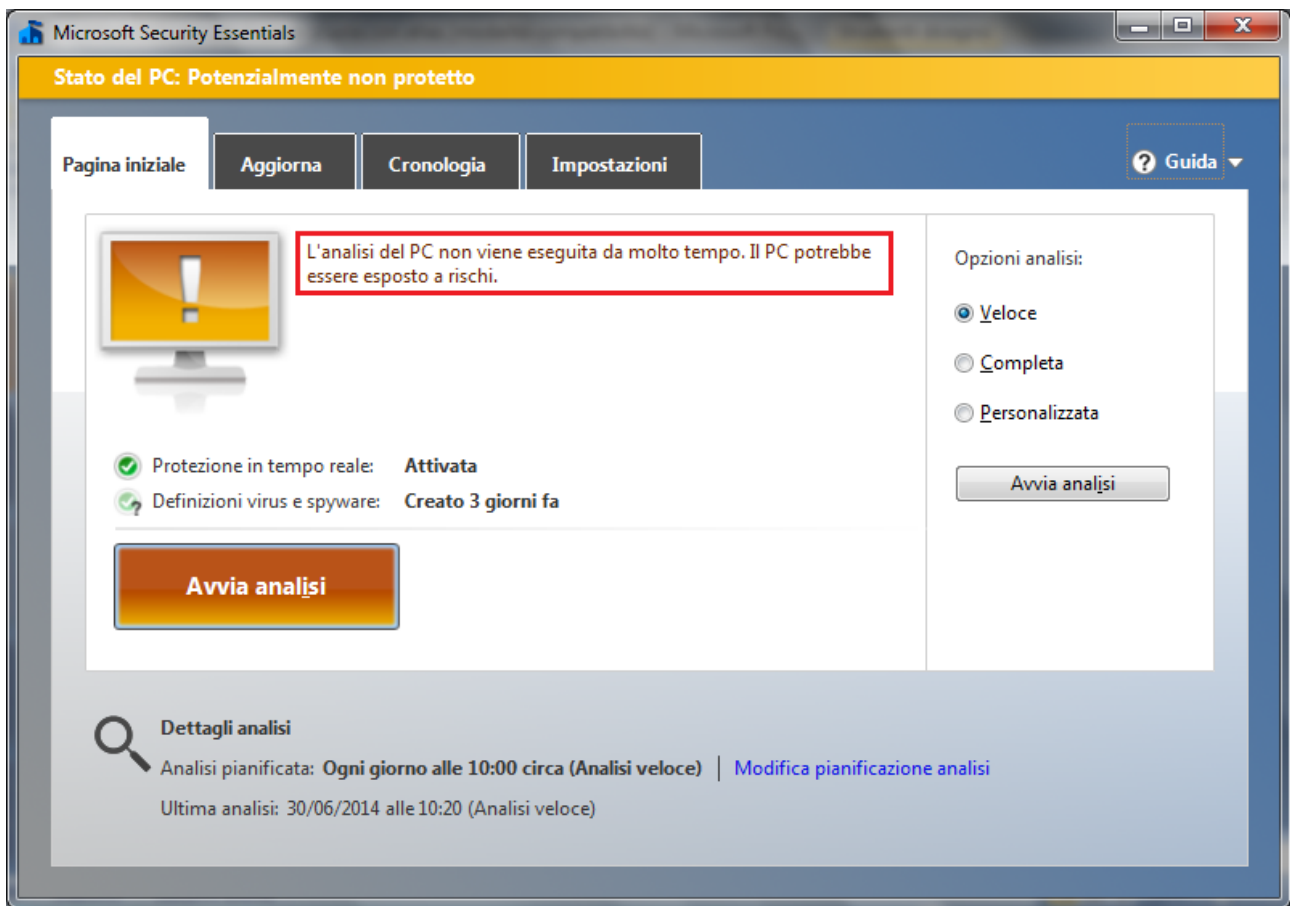 Microsoft Security Essentials
Stato del PC: Potenzialmente non protetto
Pagina iniziale
Aggiorna
Cronologia
Impostazioni
? Guida
L'analisi del PC non viene eseguita da molto tempo. Il PC potrebbe
essere esposto a rischi.
Protezione in tempo reale: Attivata
Definizioni virus e spyware: Creato 3 giorni fa
Avvia analisi
Opzioni analisi:
Veloce
Completa
Personalizzata
Avvia analisi
Dettagli analisi
Analisi pianificata: Ogni giorno alle 10:00 circa (Analisi veloce) | Modifica pianificazione analisi
Ultima analisi: 30/06/2014 alle 10:20 (Analisi veloce)